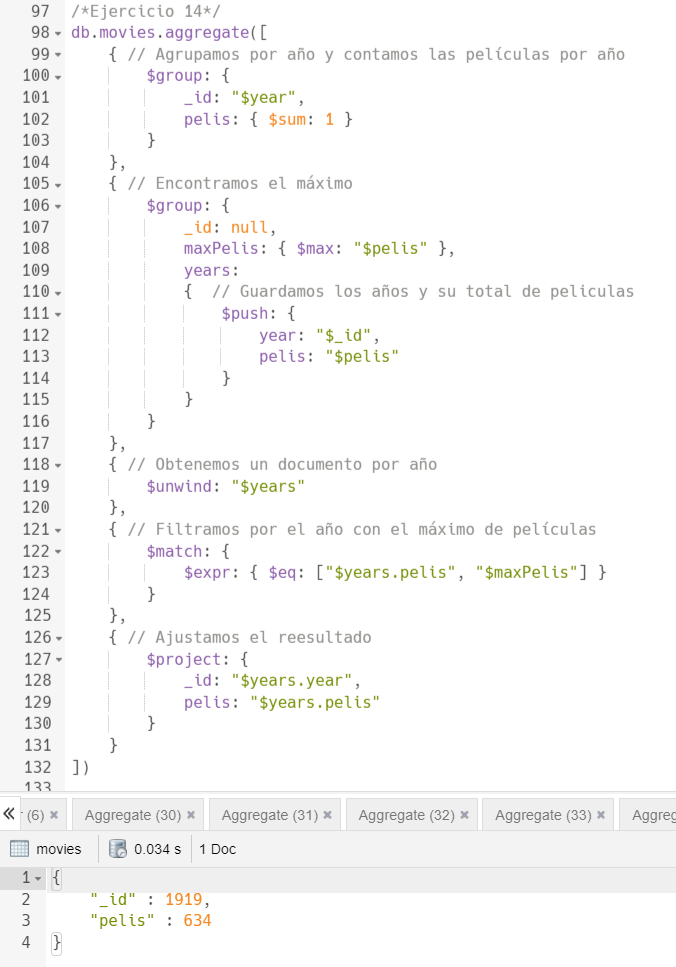 97 /*Ejercicio 14*/
98 db.movies.aggregate([
99 { // Agrupamos por año y contamos las películas por año
100 $group: {
101 _id: "$year",
102 pelis: { $sum: 1 }
103 }
104 },
105 { // Encontramos el máximo
106 $group: {
107 _id: null,
108 maxPelis: { $max: "$pelis" },
109 years:
110 { // Guardamos los años y su total de peliculas
111 $push: {
112 year: "$_id",
113 pelis: "$pelis"
114 }
115 }
116 }
117 },
118 { // Obtenemos un documento por año
119 $unwind: "$years"
120 },
121 { // Filtramos por el año con el máximo de películas
122 $match: {
123 $expr: { $eq: ["$years.pelis", "$maxPelis"] }
124 }
125 },
126 { // Ajustamos el reesultado
127 $project: {
128 _id: "$years.year",
129 pelis: "$years.pelis"
130 }
131 }
132 ])
133
(6) × Aggregate (30) × Aggregate (31) × Aggregate (32) × Aggregate (33) × Aggreg
movies 0.034 s 1 Doc
1 {
2 "_id" : 1919,
3 "pelis" : 634
4 }